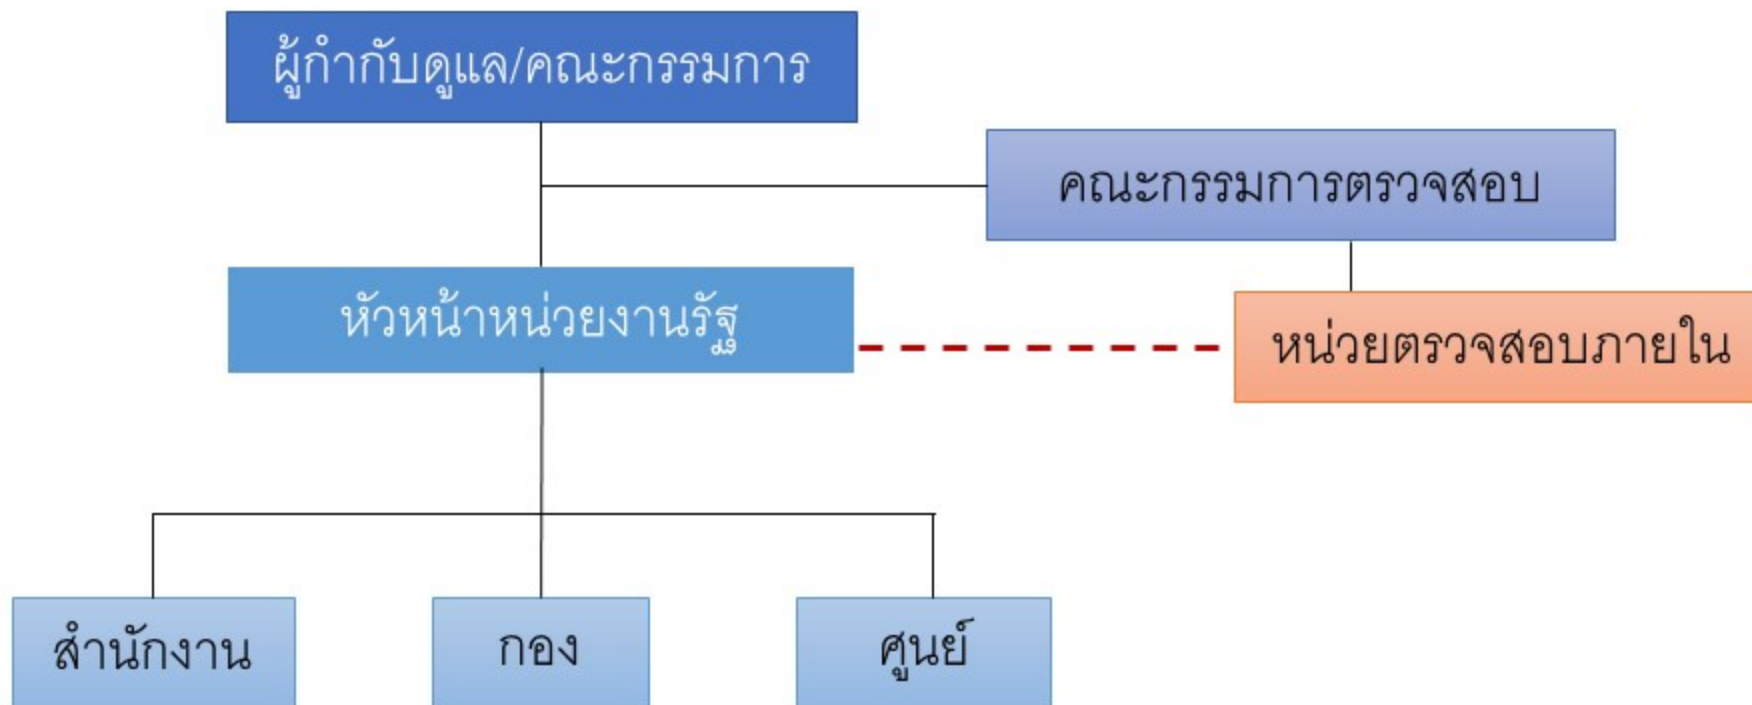 ผู้กำกับดูแล/คณะกรรมการ
คณะกรรมการตรวจสอบ
หัวหน้าหน่วยงานรัฐ
หน่วยตรวจสอบภายใน
สำนักงาน
กอง
ศูนย์